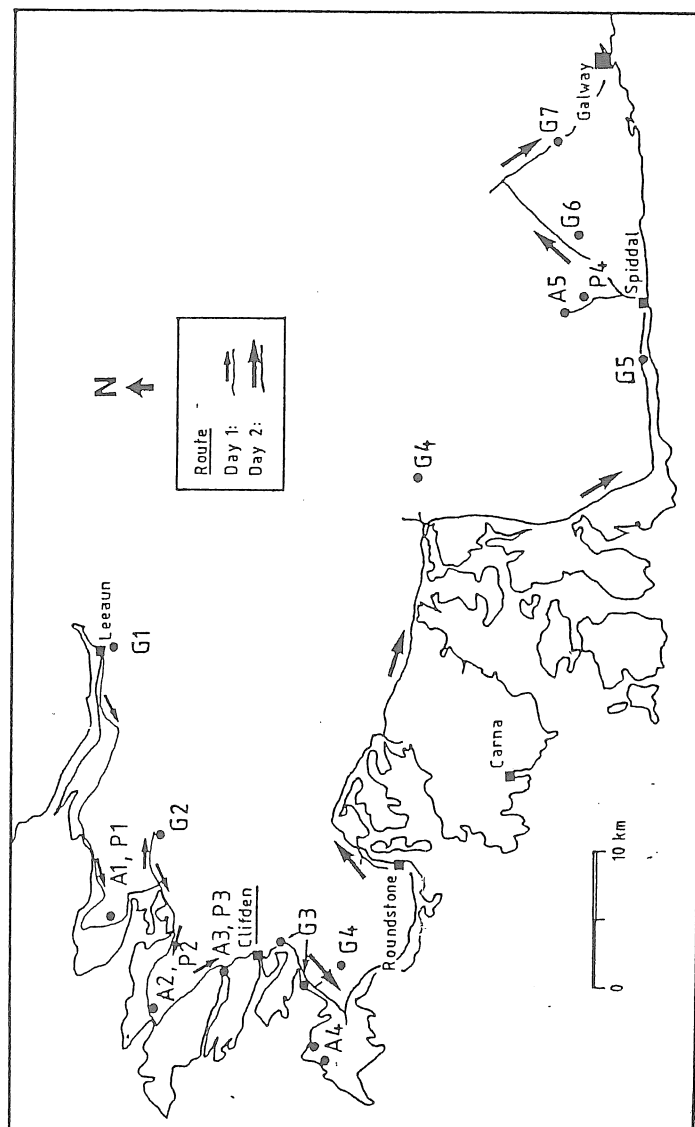 N
Route
Day 1:
Day 2:
Leeaun
G1
A1, P1
G2
A2,
P2
A3, P3
Clifden
G3
G4
A4
Roundstone
Carna
G4
G5
Spiddal
A5
P4
G6
G7
Galway
0
10 km